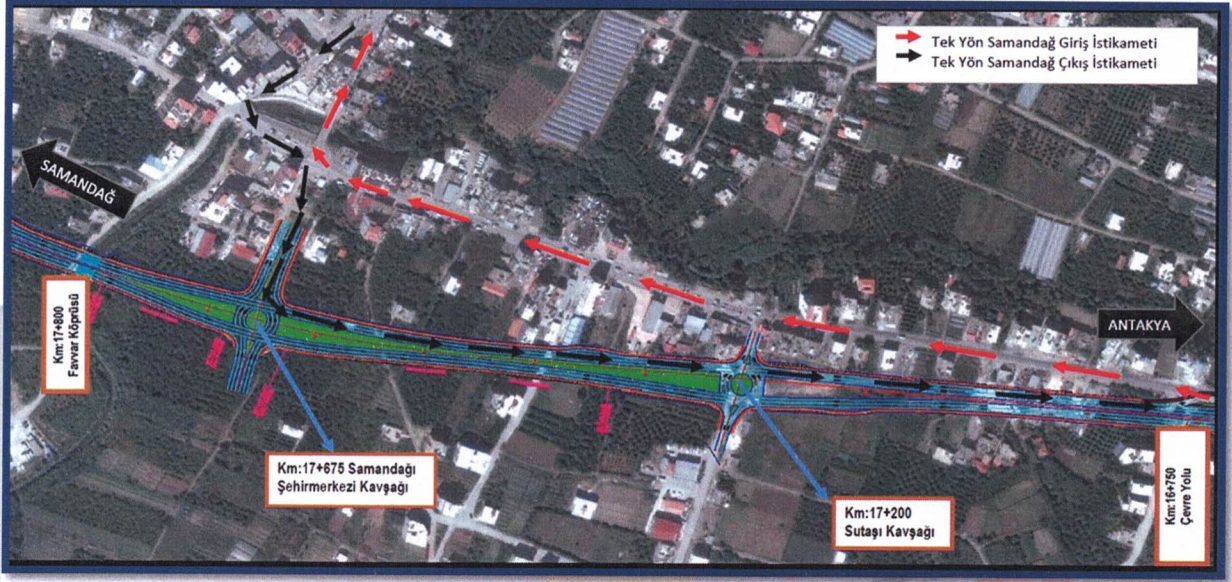 Tek Yön Samandağ Giriş İstikameti
Tek Yön Samandağ Çıkış İstikameti
SAMANDAĞ
ANTAKYA
Km:17+800
Favvar Köprüsü
Km:17+675 Samandağı
Şehirmerkezi Kavşağı
Km:17+200
Sutaşı Kavşağı
Km:16+750
Çevre Yolu